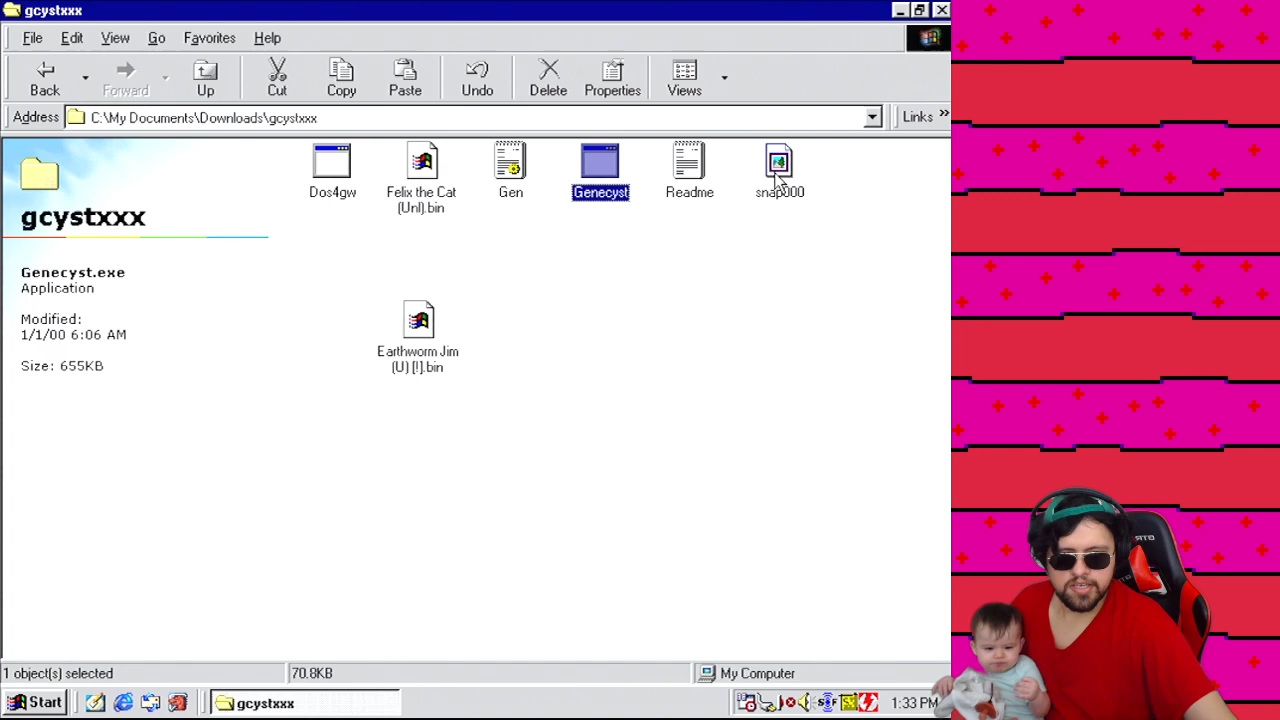 gcystxxx
File Edit View Go Favorites Help
Back Forward Up Cut Copy Paste Undo Delete Properties Views
Address C:\My Documents\Downloads\gcystxxx Links »
Dos4gw Felix the Cat (Unl).bin Gen Genecyst Readme snap000
gcystxxx
Genecyst.exe
Application
Modified:
1/1/00 6:06 AM
Size: 655KB
Earthworm Jim
(U) [!].bin
1 object(s) selected 70.8KB My Computer
Start gcystxxx 1:33 PM